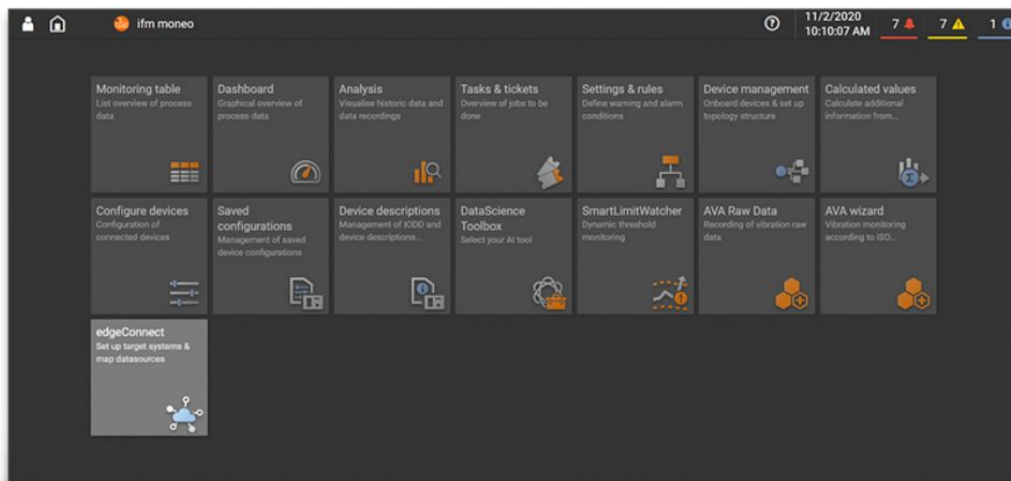 ifm moneo
11/2/2020
10:10:07 AM
7
7
1
Monitoring table
List overview of process
data
Dashboard
Graphical overview of
process data
Analysis
Visualise historic data and
data recordings
Tasks & tickets
Overview of jobs to be
done
Settings & rules
Define warning and alarm
conditions
Device management
Onboard devices & set up
topology structure
Calculated values
Calculate additional
information from...
Configure devices
Configuration of
connected devices
Saved
configurations
Management of saved
device configurations
Device descriptions
Management of IODD and
device descriptions...
DataScience
Toolbox
Select your AI tool
SmartLimitWatcher
Dynamic threshold
monitoring
AVA Raw Data
Recording of vibration raw
data
AVA wizard
Vibration monitoring
according to ISO...
edgeConnect
Set up target systems &
map datasources